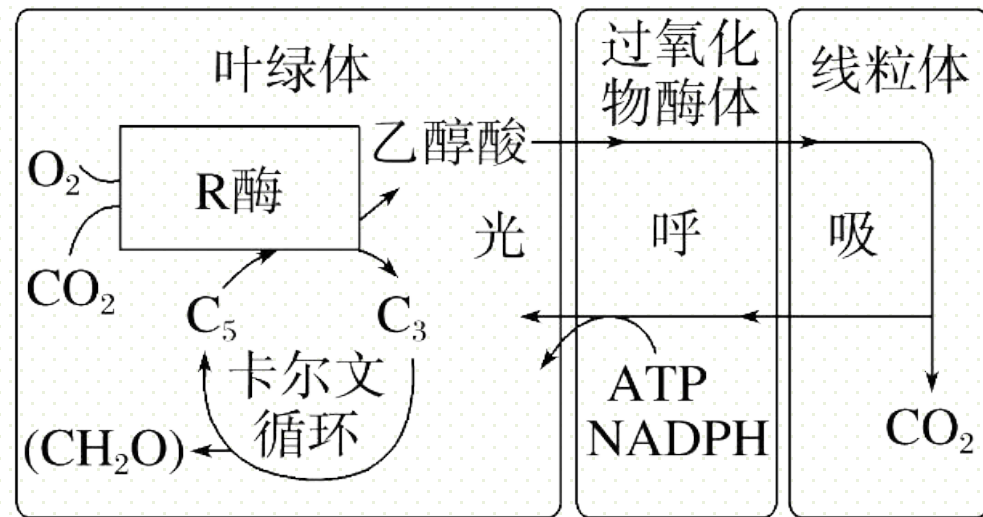 叶绿体
过氧化
物酶体
线粒体
乙醇酸
O₂
R酶
CO₂
光
呼
吸
C₅
C₃
卡尔文
循环
(CH₂O)
ATP
NADPH
CO₂